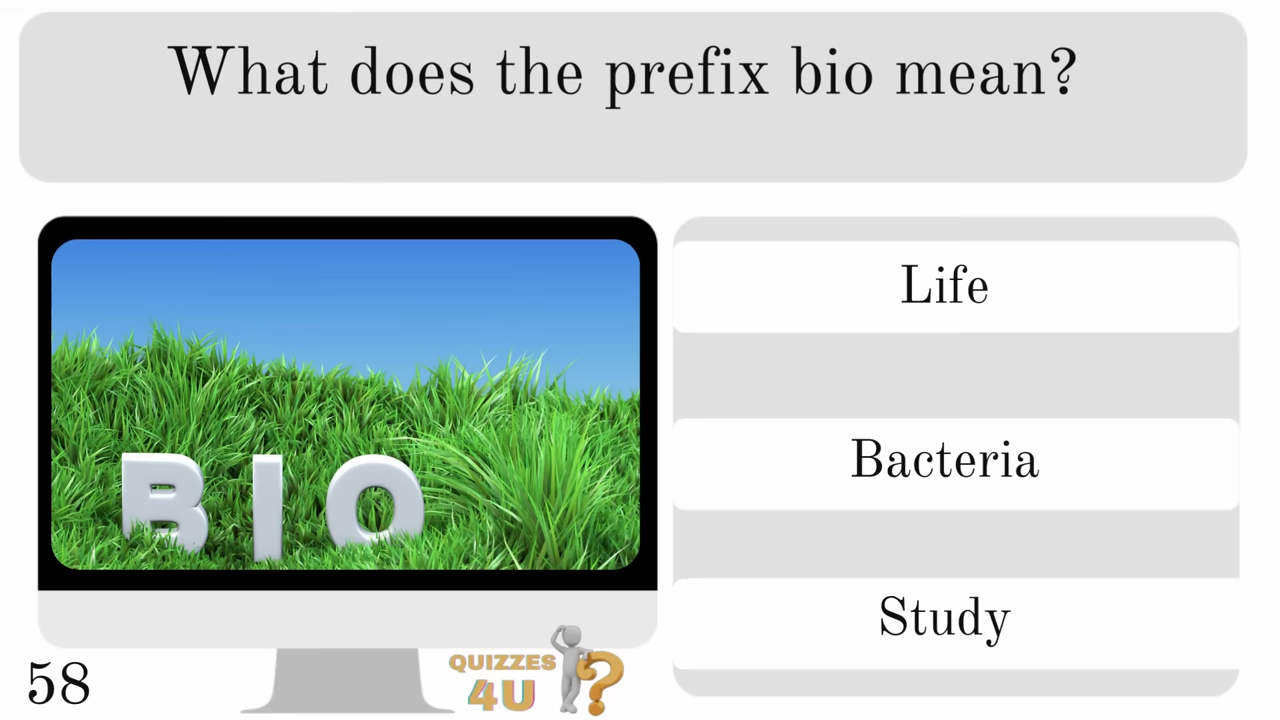 What does the prefix bio mean?
BIO
Life
Bacteria
Study
58
QUIZZES
4U
?